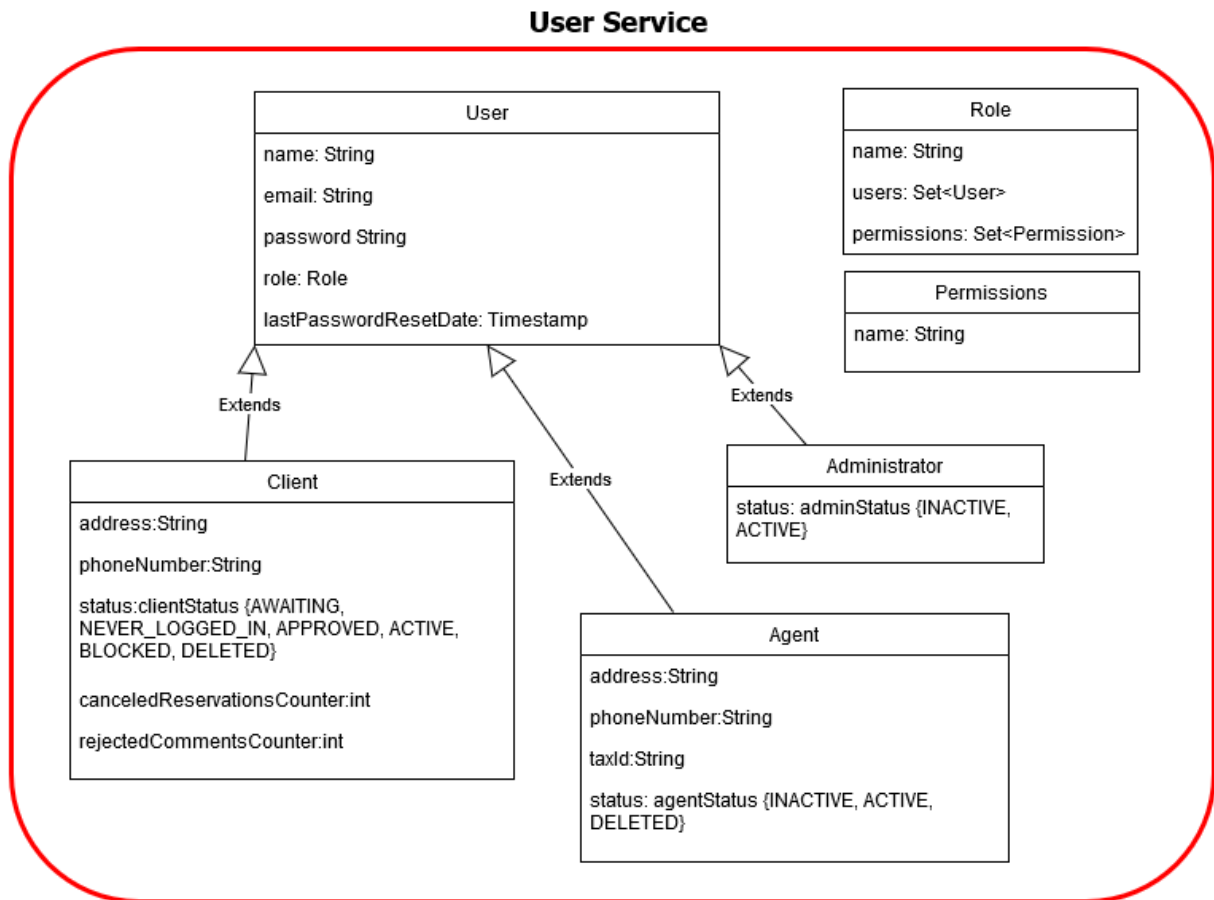 User Service
User
name: String
email: String
password String
role: Role
lastPasswordResetDate: Timestamp
Role
name: String
users: Set<User>
permissions: Set<Permission>
Permissions
name: String
Extends
Extends
Extends
Client
address:String
phoneNumber:String
status:clientStatus {AWAITING,
NEVER_LOGGED_IN, APPROVED, ACTIVE,
BLOCKED, DELETED}
canceledReservationsCounter:int
rejectedCommentsCounter:int
Administrator
status: adminStatus {INACTIVE,
ACTIVE}
Agent
address:String
phoneNumber:String
taxId:String
status: agentStatus {INACTIVE, ACTIVE,
DELETED}